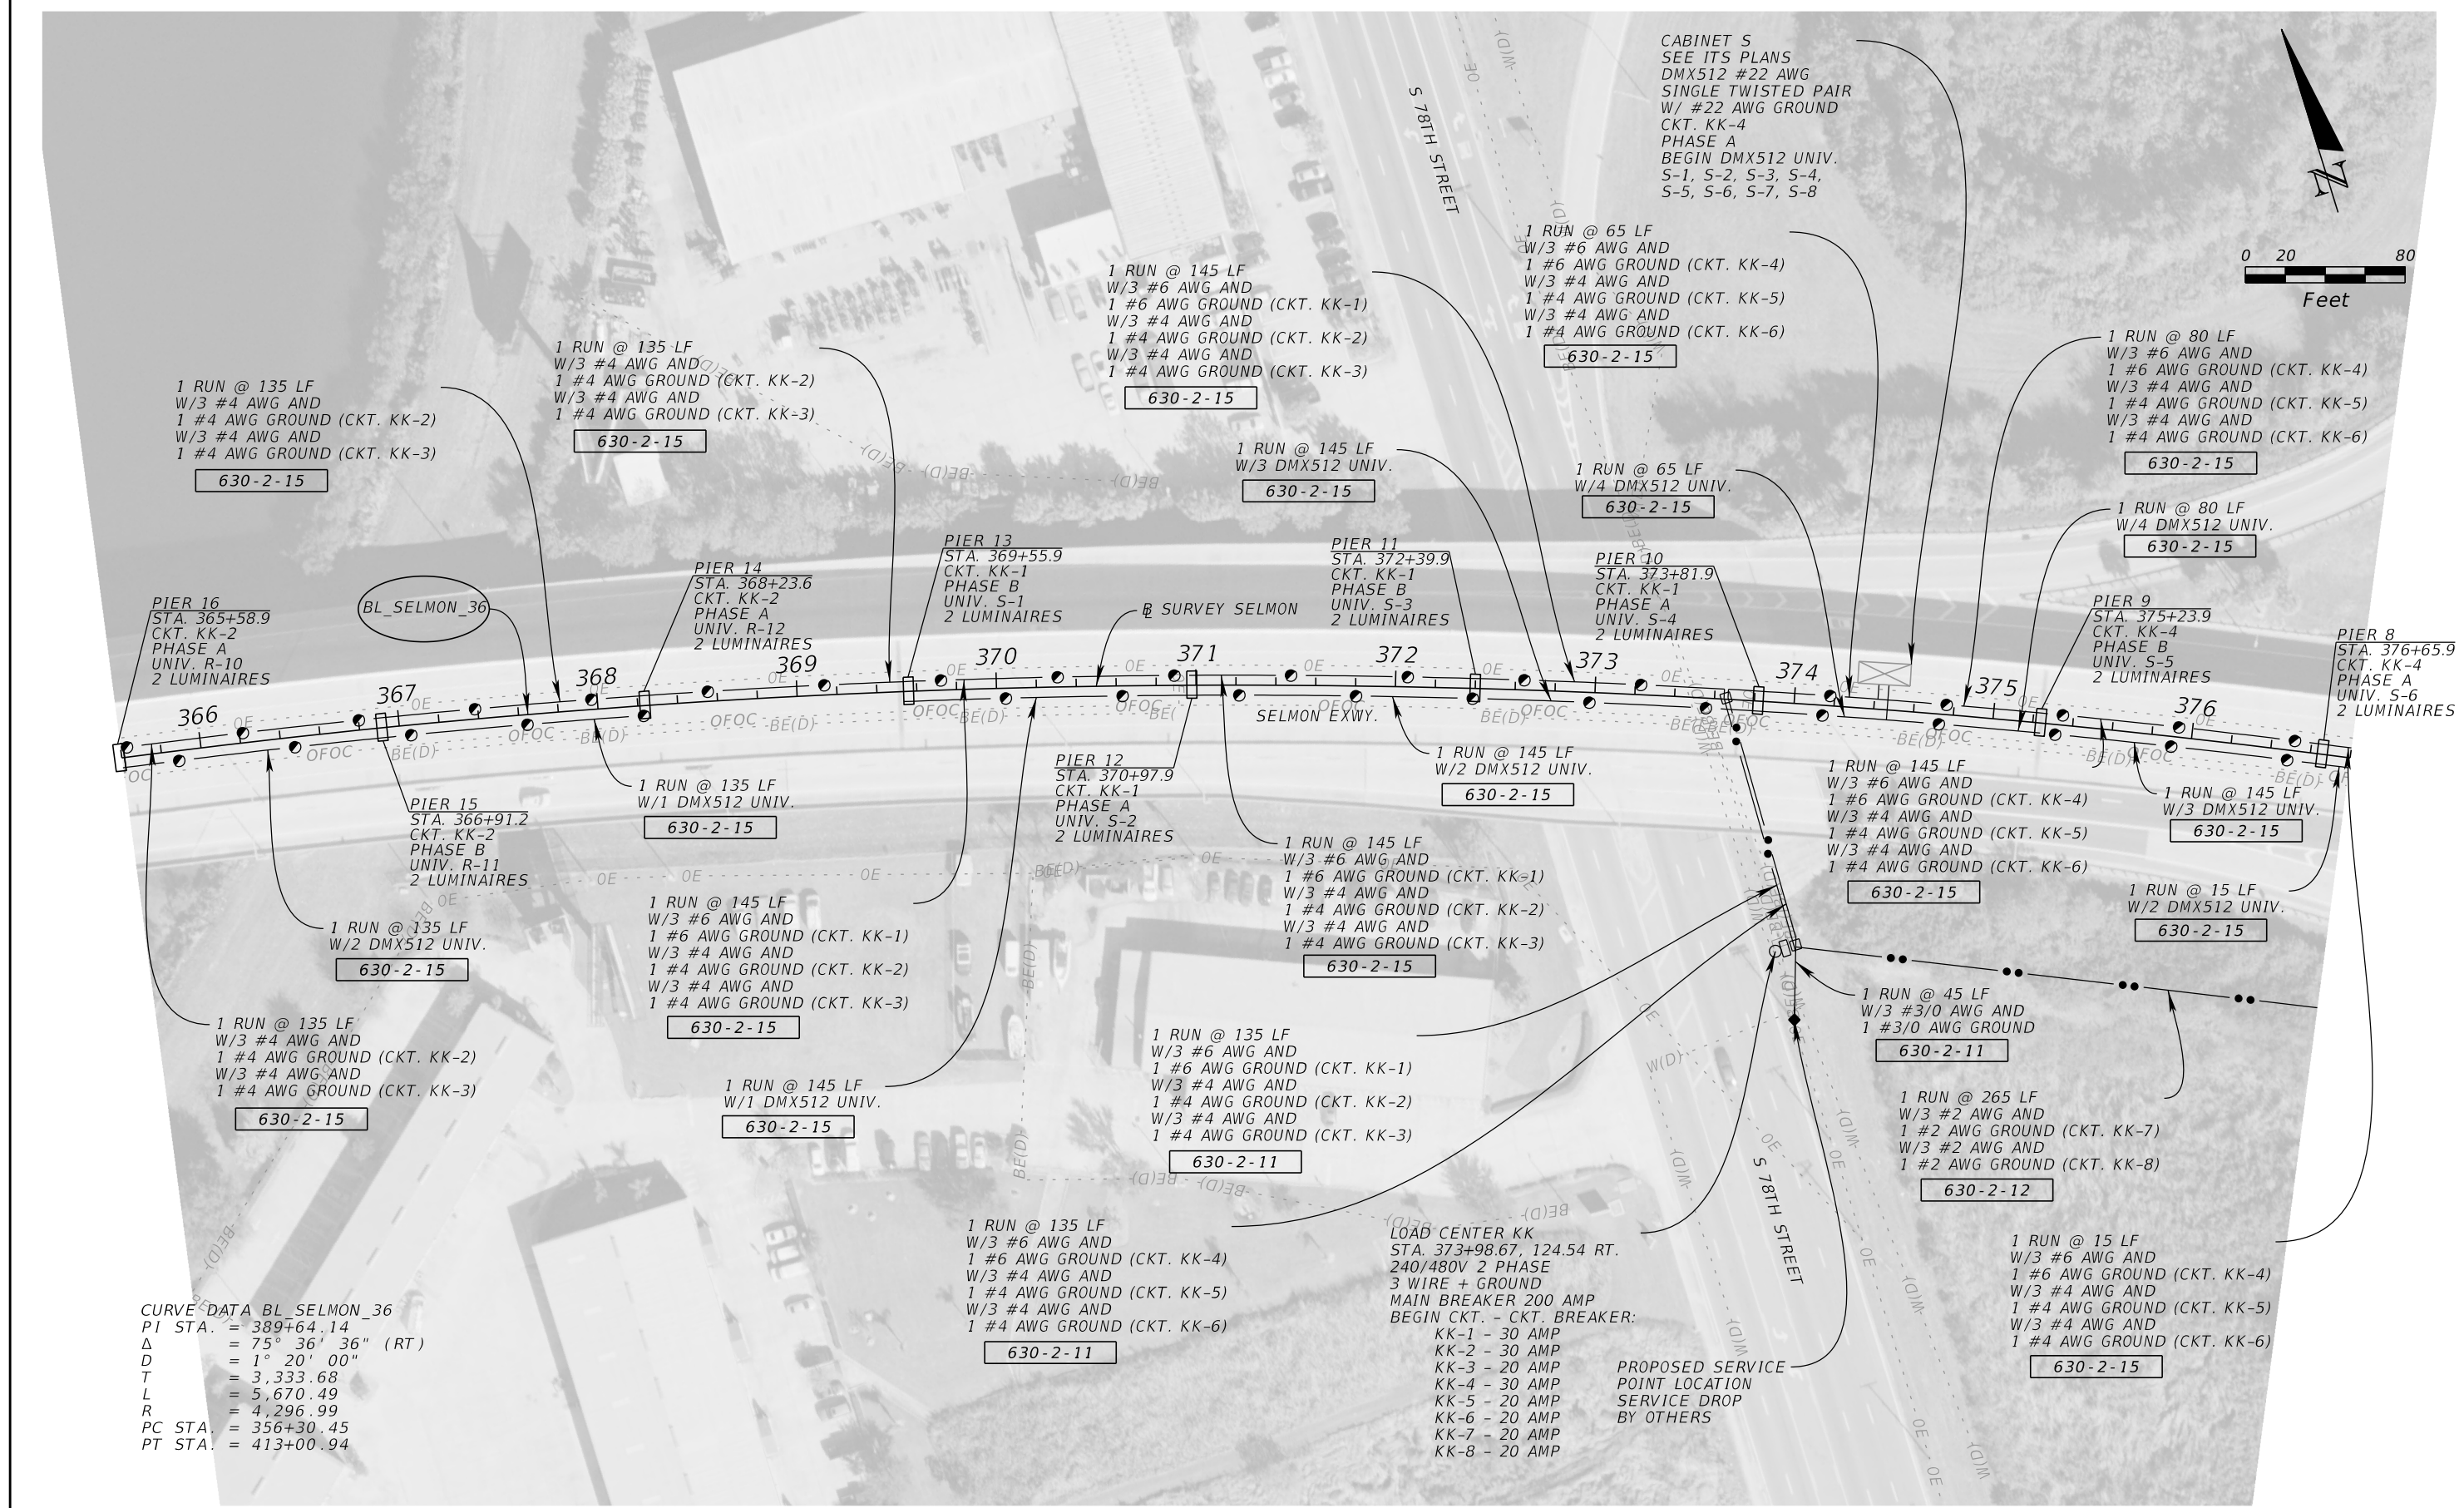 CABINET S
SEE ITS PLANS
DMX512 #22 AWG
SINGLE TWISTED PAIR
W/ #22 AWG GROUND
CKT. KK-4
PHASE A
BEGIN DMX512 UNIV.
S-1, S-2, S-3, S-4,
S-5, S-6, S-7, S-8
S 78TH STREET
N
0 20 80
Feet
1 RUN @ 65 LF
W/3 #6 AWG AND
1 #6 AWG GROUND (CKT. KK-4)
W/3 #4 AWG AND
1 #4 AWG GROUND (CKT. KK-5)
W/3 #4 AWG AND
1 #4 AWG GROUND (CKT. KK-6)
630-2-15
1 RUN @ 145 LF
W/3 #6 AWG AND
1 #6 AWG GROUND (CKT. KK-1)
W/3 #4 AWG AND
1 #4 AWG GROUND (CKT. KK-2)
W/3 #4 AWG AND
1 #4 AWG GROUND (CKT. KK-3)
630-2-15
1 RUN @ 80 LF
W/3 #6 AWG AND
1 #6 AWG GROUND (CKT. KK-4)
W/3 #4 AWG AND
1 #4 AWG GROUND (CKT. KK-5)
W/3 #4 AWG AND
1 #4 AWG GROUND (CKT. KK-6)
630-2-15
1 RUN @ 135 LF
W/3 #4 AWG AND
1 #4 AWG GROUND (CKT. KK-2)
W/3 #4 AWG AND
1 #4 AWG GROUND (CKT. KK-3)
630-2-15
1 RUN @ 135 LF
W/3 #4 AWG AND
1 #4 AWG GROUND (CKT. KK-2)
W/3 #4 AWG AND
1 #4 AWG GROUND (CKT. KK-3)
630-2-15
1 RUN @ 145 LF
W/3 DMX512 UNIV.
630-2-15
1 RUN @ 65 LF
W/4 DMX512 UNIV.
630-2-15
1 RUN @ 80 LF
W/4 DMX512 UNIV.
630-2-15
PIER 16
STA. 365+58.9
CKT. KK-2
PHASE A
UNIV. R-10
2 LUMINAIRES
BL_SELMON_36
PIER 14
STA. 368+23.6
CKT. KK-2
PHASE A
UNIV. R-12
2 LUMINAIRES
PIER 13
STA. 369+55.9
CKT. KK-1
PHASE B
UNIV. S-1
2 LUMINAIRES
BL SURVEY SELMON
PIER 11
STA. 372+39.9
CKT. KK-1
PHASE B
UNIV. S-3
2 LUMINAIRES
PIER 10
STA. 373+81.9
CKT. KK-1
PHASE A
UNIV. S-4
2 LUMINAIRES
PIER 9
STA. 375+23.9
CKT. KK-4
PHASE B
UNIV. S-5
2 LUMINAIRES
PIER 8
STA. 376+65.9
CKT. KK-4
PHASE A
UNIV. S-6
2 LUMINAIRES
366 367 368 369 370 371 372 373 374 375 376
SELMON EXWY.
PIER 15
STA. 366+91.2
CKT. KK-2
PHASE B
UNIV. R-11
2 LUMINAIRES
1 RUN @ 135 LF
W/1 DMX512 UNIV.
630-2-15
PIER 12
STA. 370+97.9
CKT. KK-1
PHASE A
UNIV. S-2
2 LUMINAIRES
1 RUN @ 145 LF
W/2 DMX512 UNIV.
630-2-15
1 RUN @ 145 LF
W/3 #6 AWG AND
1 #6 AWG GROUND (CKT. KK-4)
W/3 #4 AWG AND
1 #4 AWG GROUND (CKT. KK-5)
W/3 #4 AWG AND
1 #4 AWG GROUND (CKT. KK-6)
630-2-15
1 RUN @ 145 LF
W/3 DMX512 UNIV.
630-2-15
1 RUN @ 15 LF
W/2 DMX512 UNIV.
630-2-15
1 RUN @ 135 LF
W/2 DMX512 UNIV.
630-2-15
1 RUN @ 145 LF
W/3 #6 AWG AND
1 #6 AWG GROUND (CKT. KK-1)
W/3 #4 AWG AND
1 #4 AWG GROUND (CKT. KK-2)
W/3 #4 AWG AND
1 #4 AWG GROUND (CKT. KK-3)
630-2-15
1 RUN @ 145 LF
W/3 #6 AWG AND
1 #6 AWG GROUND (CKT. KK-1)
W/3 #4 AWG AND
1 #4 AWG GROUND (CKT. KK-2)
W/3 #4 AWG AND
1 #4 AWG GROUND (CKT. KK-3)
630-2-15
1 RUN @ 135 LF
W/3 #4 AWG AND
1 #4 AWG GROUND (CKT. KK-2)
W/3 #4 AWG AND
1 #4 AWG GROUND (CKT. KK-3)
630-2-15
1 RUN @ 145 LF
W/1 DMX512 UNIV.
630-2-15
1 RUN @ 135 LF
W/3 #6 AWG AND
1 #6 AWG GROUND (CKT. KK-1)
W/3 #4 AWG AND
1 #4 AWG GROUND (CKT. KK-2)
W/3 #4 AWG AND
1 #4 AWG GROUND (CKT. KK-3)
630-2-11
1 RUN @ 45 LF
W/3 #3/0 AWG AND
1 #3/0 AWG GROUND
630-2-11
1 RUN @ 265 LF
W/3 #2 AWG AND
1 #2 AWG GROUND (CKT. KK-7)
W/3 #2 AWG AND
1 #2 AWG GROUND (CKT. KK-8)
630-2-12
S 78TH STREET
1 RUN @ 135 LF
W/3 #6 AWG AND
1 #6 AWG GROUND (CKT. KK-4)
W/3 #4 AWG AND
1 #4 AWG GROUND (CKT. KK-5)
W/3 #4 AWG AND
1 #4 AWG GROUND (CKT. KK-6)
630-2-11
LOAD CENTER KK
STA. 373+98.67, 124.54 RT.
240/480V 2 PHASE
3 WIRE + GROUND
MAIN BREAKER 200 AMP
BEGIN CKT. - CKT. BREAKER:
KK-1 - 30 AMP
KK-2 - 30 AMP
KK-3 - 20 AMP
KK-4 - 30 AMP
KK-5 - 20 AMP
KK-6 - 20 AMP
KK-7 - 20 AMP
KK-8 - 20 AMP
PROPOSED SERVICE
POINT LOCATION
SERVICE DROP
BY OTHERS
1 RUN @ 15 LF
W/3 #6 AWG AND
1 #6 AWG GROUND (CKT. KK-4)
W/3 #4 AWG AND
1 #4 AWG GROUND (CKT. KK-5)
W/3 #4 AWG AND
1 #4 AWG GROUND (CKT. KK-6)
630-2-15
CURVE DATA BL_SELMON_36
PI STA. = 389+64.14
Δ = 75° 36' 36" (RT)
D = 1° 20' 00"
T = 3,333.68
L = 5,670.49
R = 4,296.99
PC STA. = 356+30.45
PT STA. = 413+00.94